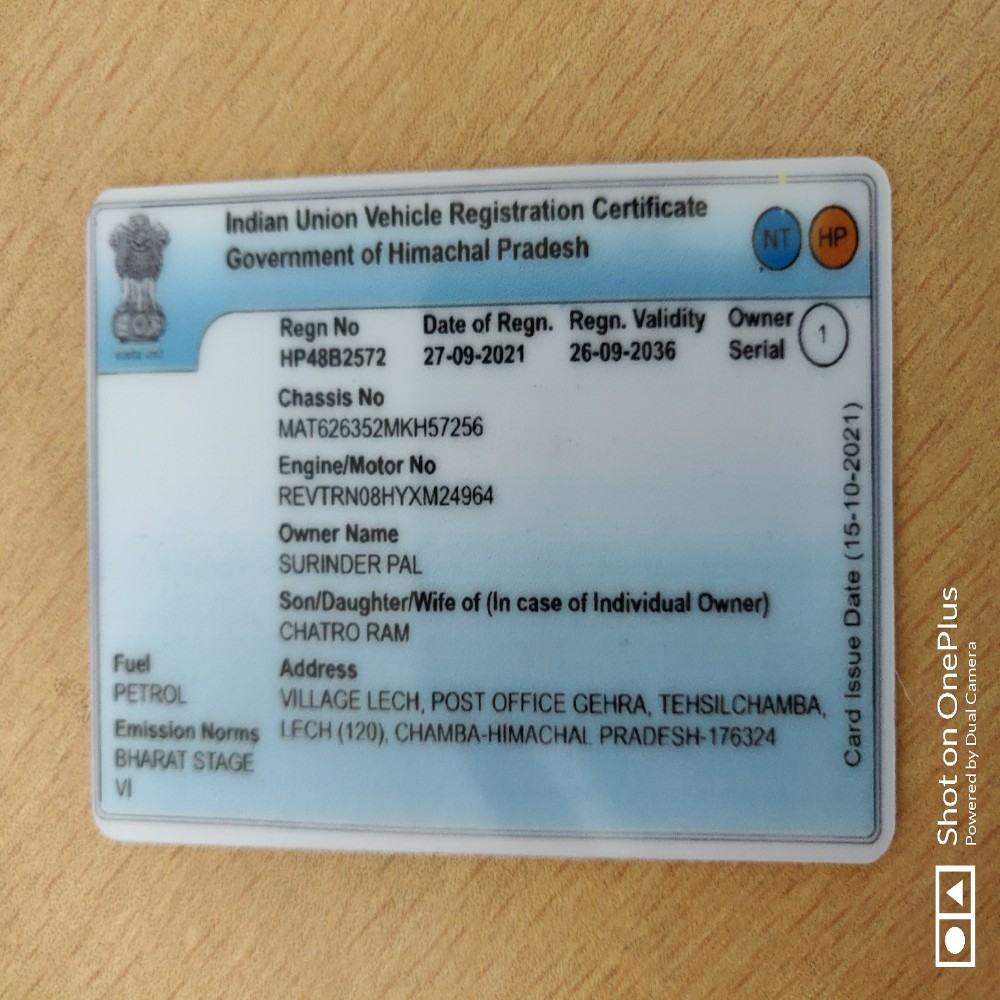 Indian Union Vehicle Registration Certificate
Government of Himachal Pradesh
NT HP
Regn No Date of Regn. Regn. Validity Owner Serial 1
HP48B2572 27-09-2021 26-09-2036
Chassis No
MAT626352MKH57256
Engine/Motor No
REVTRN08HYXM24964
Owner Name
SURINDER PAL
Son/Daughter/Wife of (In case of Individual Owner)
CHATRO RAM
Address
VILLAGE LECH, POST OFFICE GEHRA, TEHSILCHAMBA,
LECH (120), CHAMBA-HIMACHAL PRADESH-176324
Fuel
PETROL
Emission Norms
BHARAT STAGE
VI
Card Issue Date (15-10-2021)
Shot on OnePlus
Powered by Dual Camera